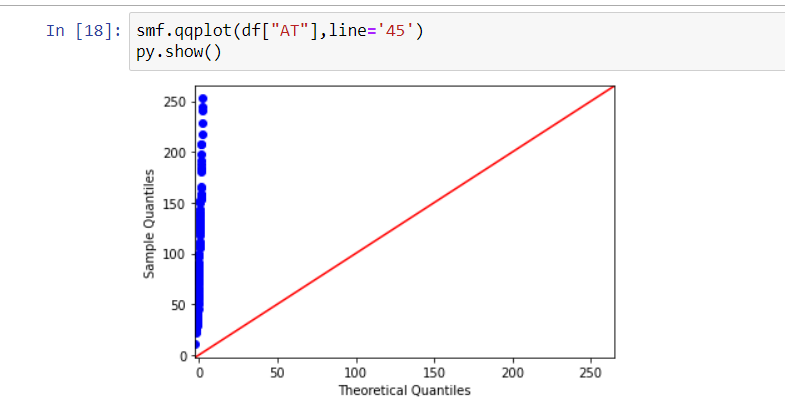 In [18]: smf.qqplot(df["AT"],line='45')
py.show()
250
200
150
100
50
0
Sample Quantiles
0 50 100 150 200 250
Theoretical Quantiles